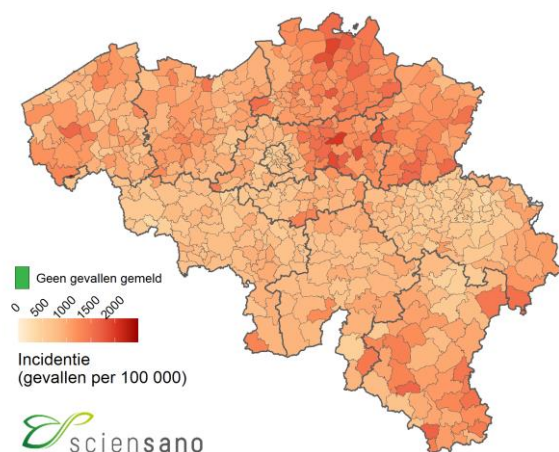 Geen gevallen gemeld
0 500 1000 1500 2000
Incidentie
(gevallen per 100 000)
sciensano